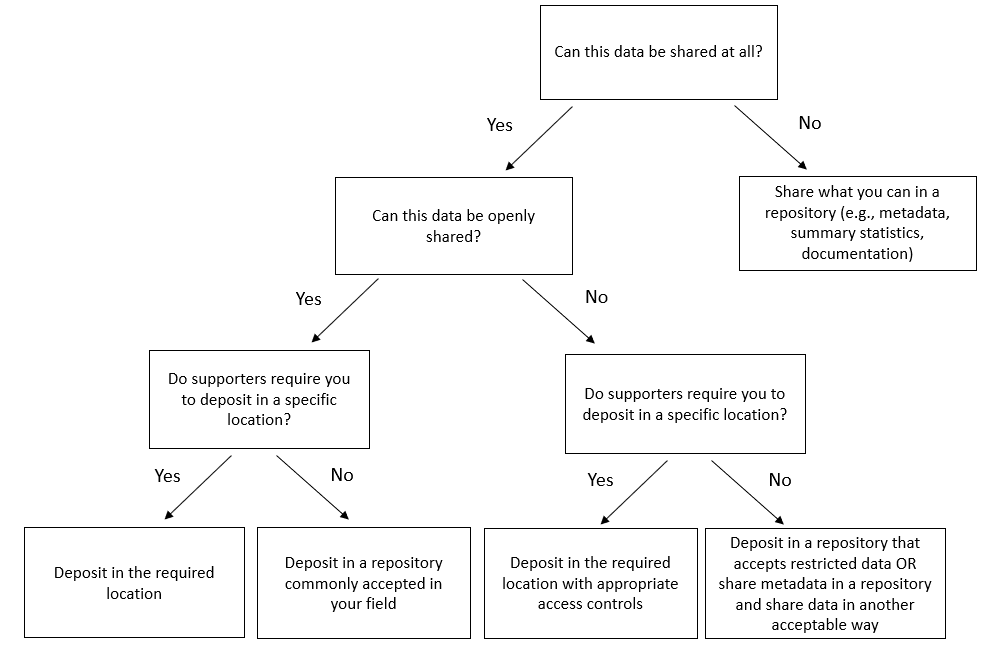 Can this data be shared at all?
Yes
No
Can this data be openly
shared?
Share what you can in a
repository (e.g., metadata,
summary statistics,
documentation)
Yes
No
Do supporters require you
to deposit in a specific
location?
Do supporters require you to
deposit in a specific location?
Yes
No
Yes
No
Deposit in the required
location
Deposit in a repository
commonly accepted in
your field
Deposit in the required
location with appropriate
access controls
Deposit in a repository that
accepts restricted data OR
share metadata in a repository
and share data in another
acceptable way